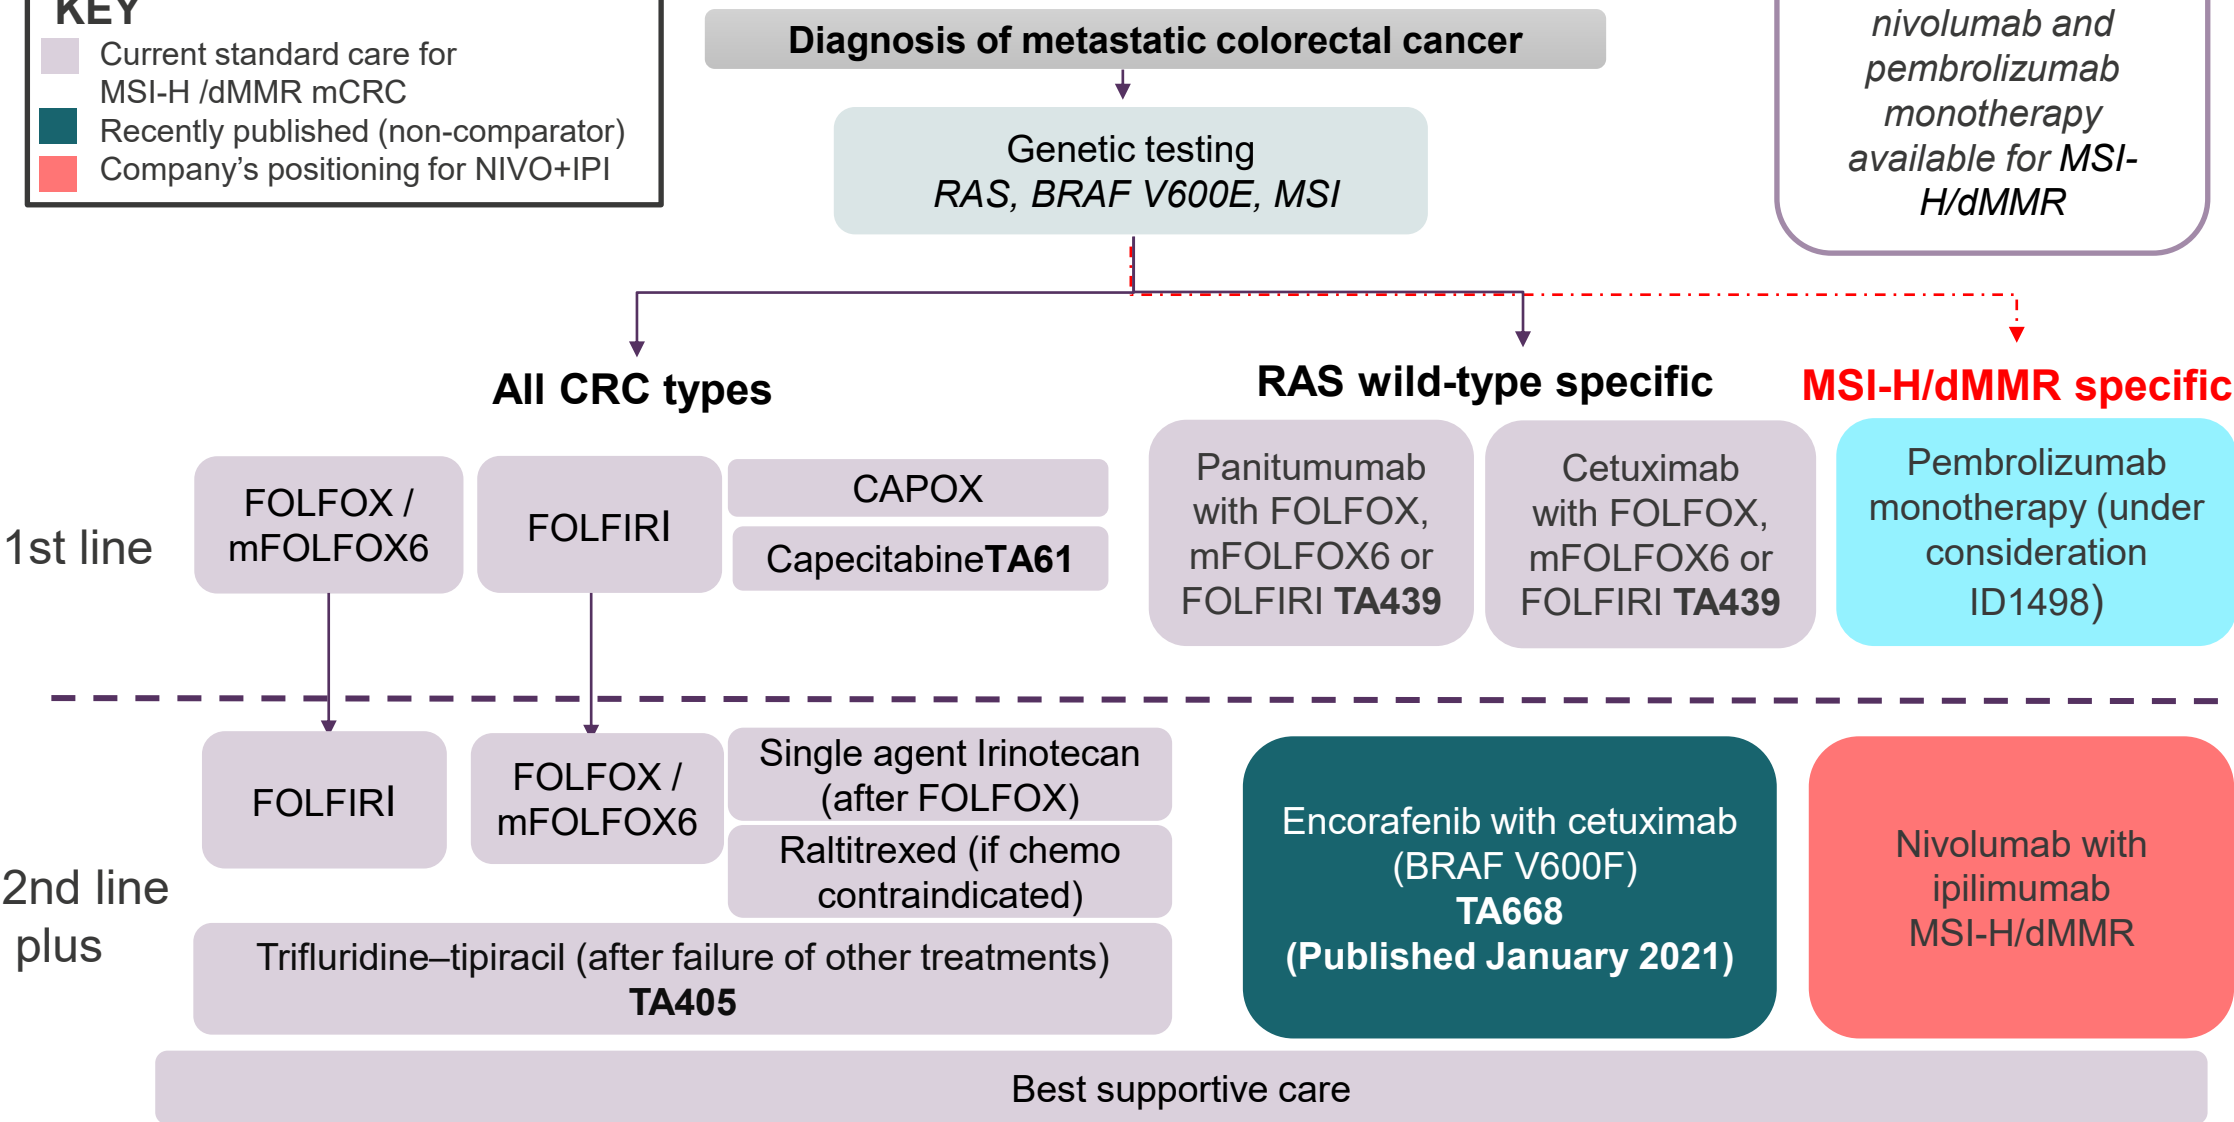 KEY
Current standard care for
MSI-H /dMMR mCRC
Recently published (non-comparator)
Company's positioning for NIVO+IPI
Diagnosis of metastatic colorectal cancer
Genetic testing
RAS, BRAF V600E, MSI
nivolumab and
pembrolizumab
monotherapy
available for MSI-
H/dMMR
All CRC types
RAS wild-type specific
MSI-H/dMMR specific
1st line
FOLFOX /
mFOLFOX6
FOLFIRI
CAPOX
CapecitabineTA61
Panitumumab
with FOLFOX,
mFOLFOX6 or
FOLFIRI TA439
Cetuximab
with FOLFOX,
mFOLFOX6 or
FOLFIRI TA439
Pembrolizumab
monotherapy (under
consideration
ID1498)
2nd line
plus
FOLFIRI
FOLFOX /
mFOLFOX6
Single agent Irinotecan
(after FOLFOX)
Raltitrexed (if chemo
contraindicated)
Trifluridine–tipiracil (after failure of other treatments)
TA405
Encorafenib with cetuximab
(BRAF V600F)
TA668
(Published January 2021)
Nivolumab with
ipilimumab
MSI-H/dMMR
Best supportive care